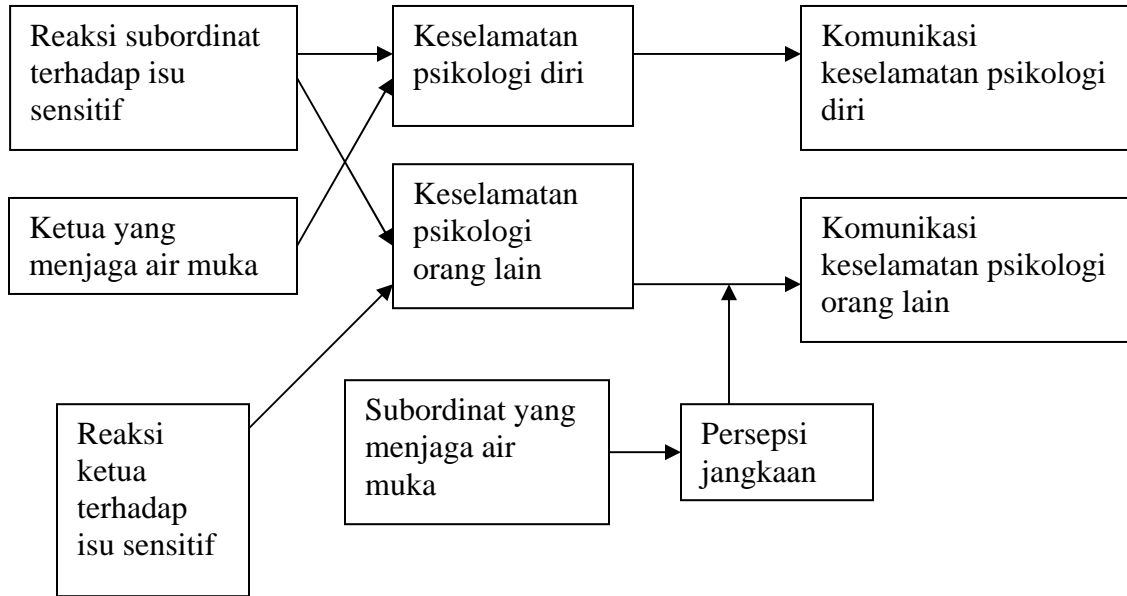 Reaksi subordinat
terhadap isu
sensitif
Keselamatan
psikologi diri
Komunikasi
keselamatan psikologi
diri
Ketua yang
menjaga air muka
Keselamatan
psikologi
orang lain
Komunikasi
keselamatan psikologi
orang lain
Reaksi
ketua
terhadap
isu sensitif
Subordinat yang
menjaga air
muka
Persepsi
jangkaan